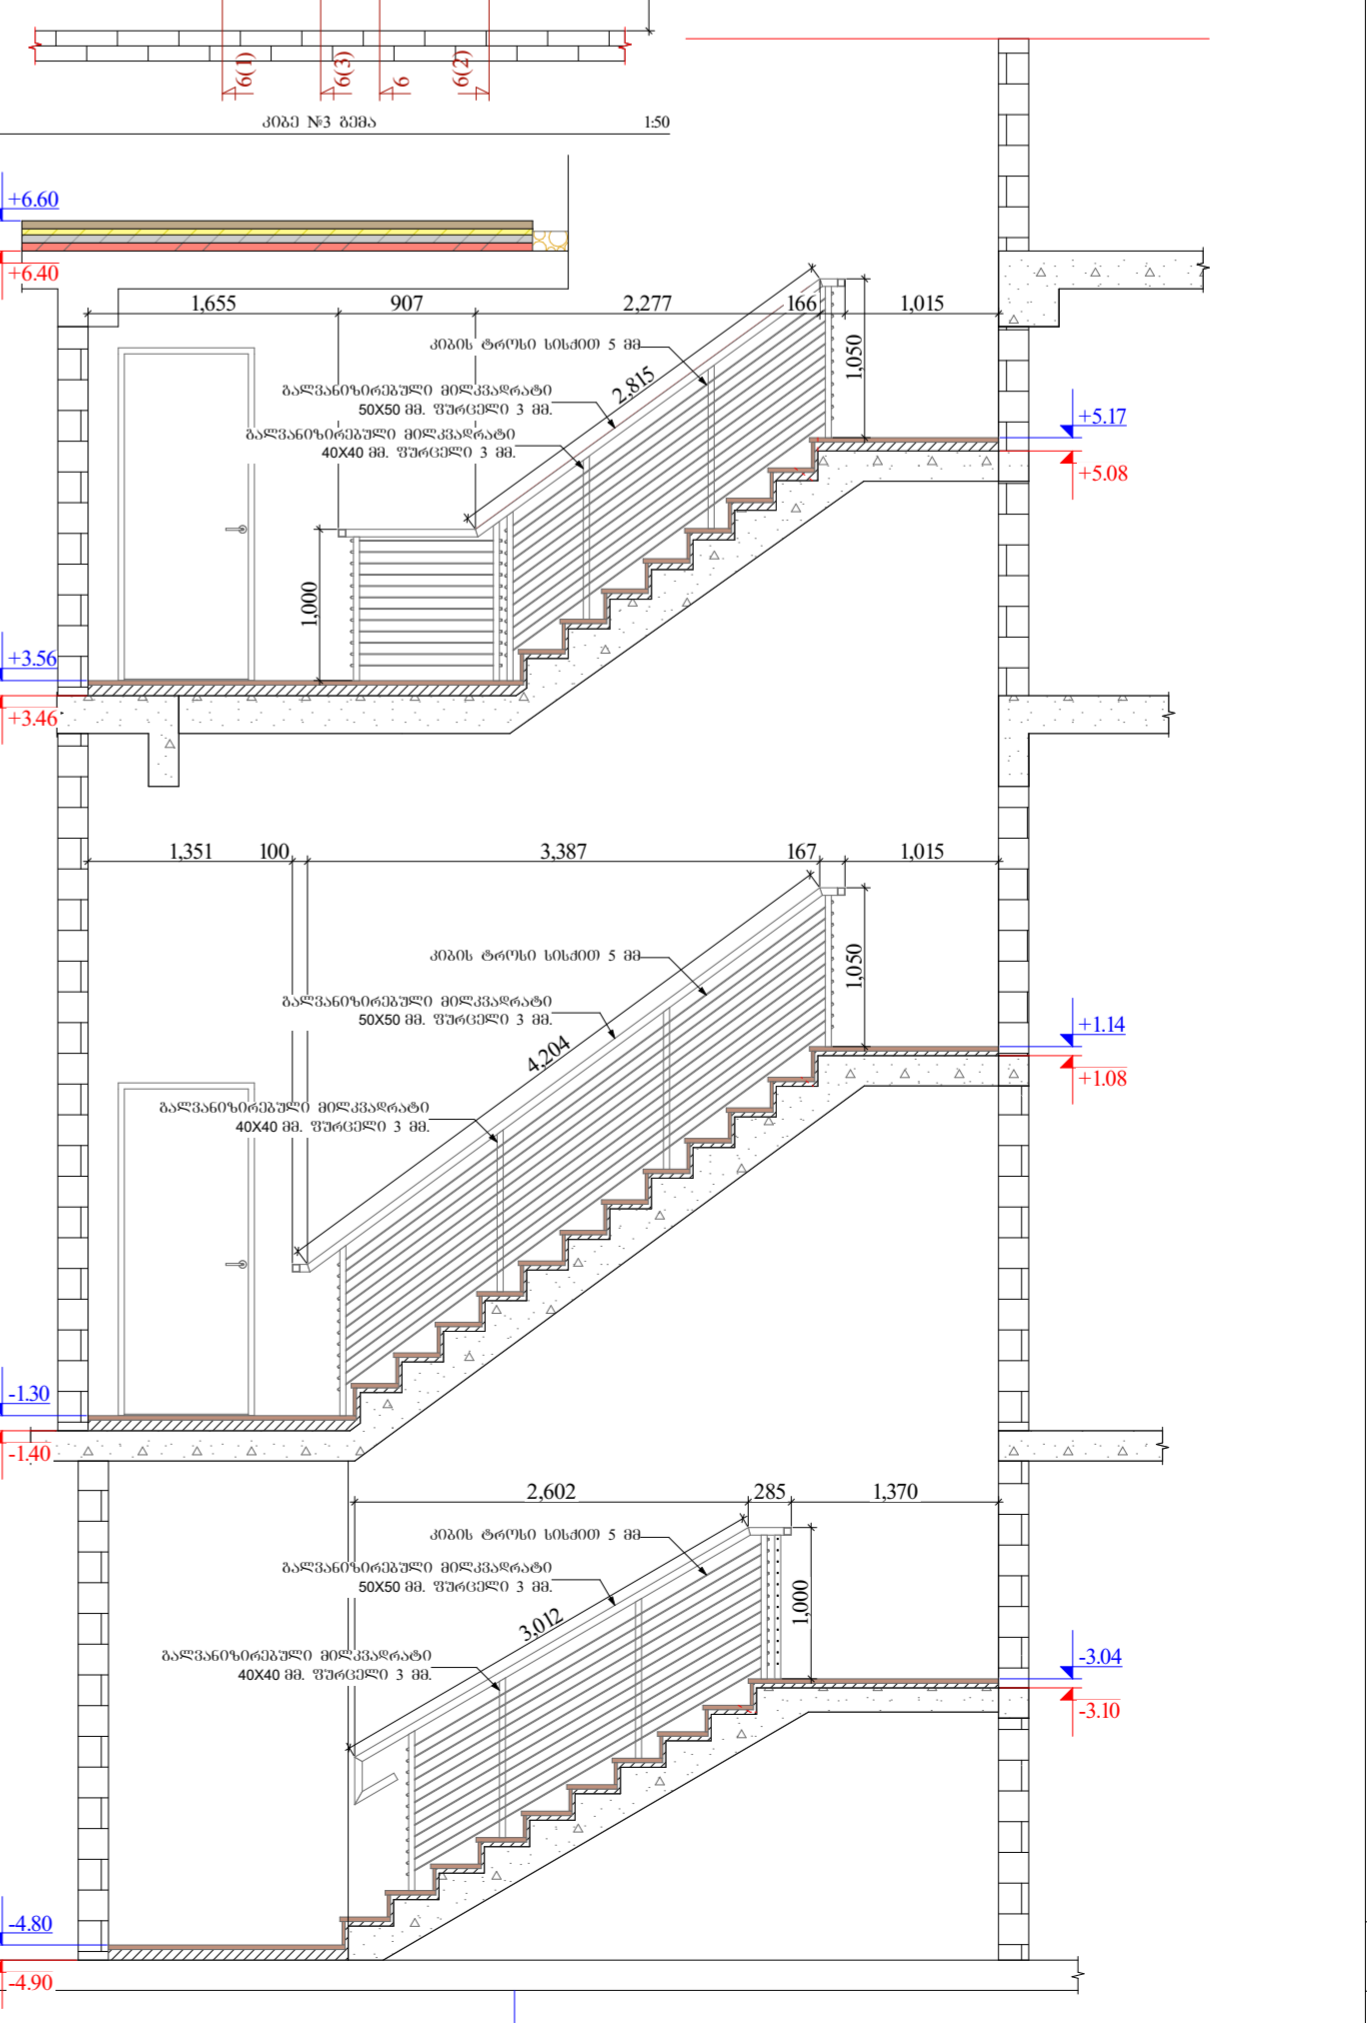 6(1)
6(3)
6
6(2)
კიბე №3 გემა 1:50
+6.60
+6.40
1,655 907 2,277 166 1,015
კიბის ტროსი სისქით 5 მმ
გალვანიზირებული მილკვადრატი
50X50 მმ. ფურცელი 3 მმ.
გალვანიზირებული მილკვადრატი
40X40 მმ. ფურცელი 3 მმ.
2,815
1,050
+5.17
+5.08
1,000
+3.56
+3.46
1,351 100 3,387 167 1,015
კიბის ტროსი სისქით 5 მმ
გალვანიზირებული მილკვადრატი
50X50 მმ. ფურცელი 3 მმ.
4,204
1,050
+1.14
+1.08
გალვანიზირებული მილკვადრატი
40X40 მმ. ფურცელი 3 მმ.
-1.30
-1.40
2,602 285 1,370
კიბის ტროსი სისქით 5 მმ
გალვანიზირებული მილკვადრატი
50X50 მმ. ფურცელი 3 მმ.
3,012
1,000
გალვანიზირებული მილკვადრატი
40X40 მმ. ფურცელი 3 მმ.
-3.04
-3.10
-4.80
-4.90